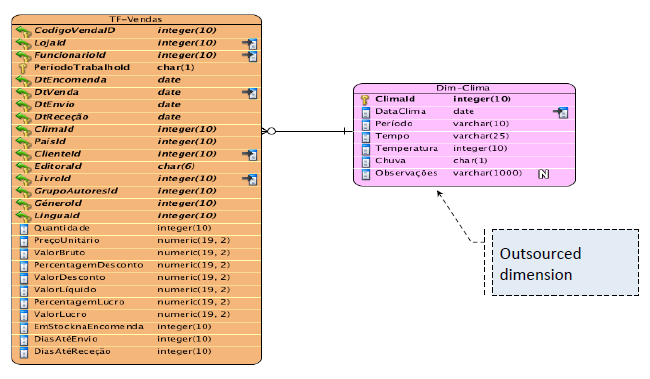 TF-Vendas
CodigoVendaID integer(10)
LojaId integer(10)
FuncionarioId integer(10)
PeriodoTrabalhoId char(1)
DtEncomenda date
DtVenda date
DtEnvio date
DtReceção date
ClimaId integer(10)
PaisId integer(10)
ClienteId integer(10)
EditoraId char(6)
LivroId integer(10)
GrupoAutoresId integer(10)
GéneroId integer(10)
LinguaId integer(10)
Quantidade integer(10)
PreçoUnitário numeric(19, 2)
ValorBruto numeric(19, 2)
PercentagemDesconto numeric(19, 2)
ValorDesconto numeric(19, 2)
ValorLíquido numeric(19, 2)
PercentagemLucro numeric(19, 2)
ValorLucro numeric(19, 2)
EmStocknaEncomenda integer(10)
DiasAtéEnvio integer(10)
DiasAtéReceção integer(10)
Dim-Clima
ClimaId integer(10)
DataClima date
Período varchar(10)
Tempo varchar(25)
Temperatura integer(10)
Chuva char(1)
Observações varchar(1000) N
Outsourced
dimension